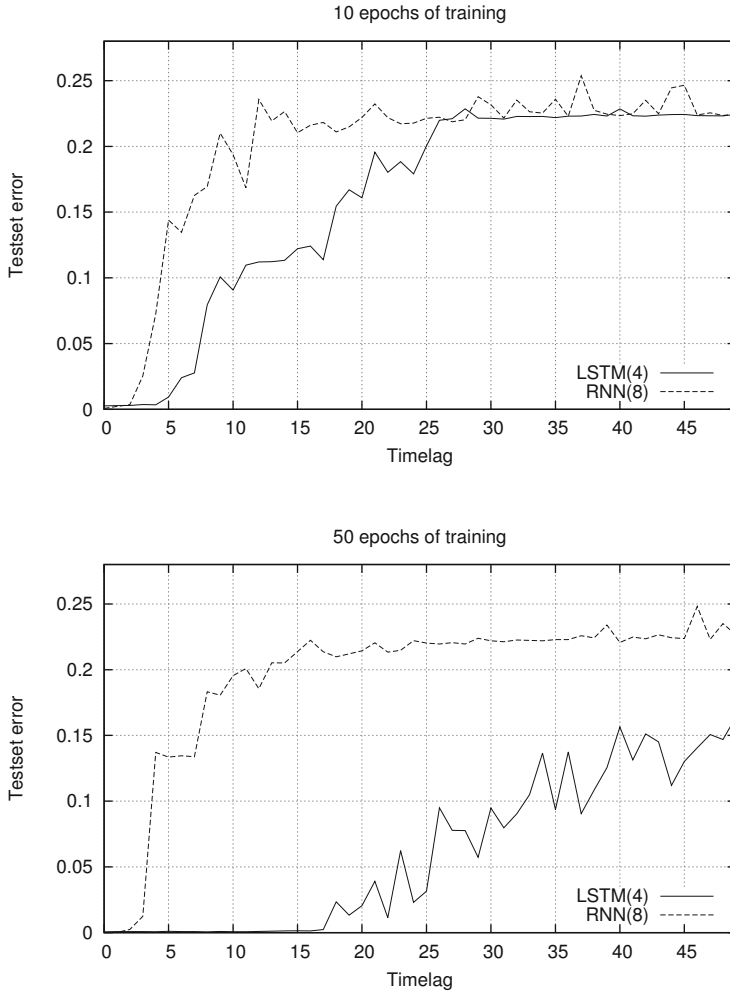 10 epochs of training
0.25
0.2
0.15
0.1
0.05
0
Testset error
LSTM(4)
RNN(8)
0 5 10 15 20 25 30 35 40 45
Timelag
50 epochs of training
0.25
0.2
0.15
0.1
0.05
0
Testset error
LSTM(4)
RNN(8)
0 5 10 15 20 25 30 35 40 45
Timelag